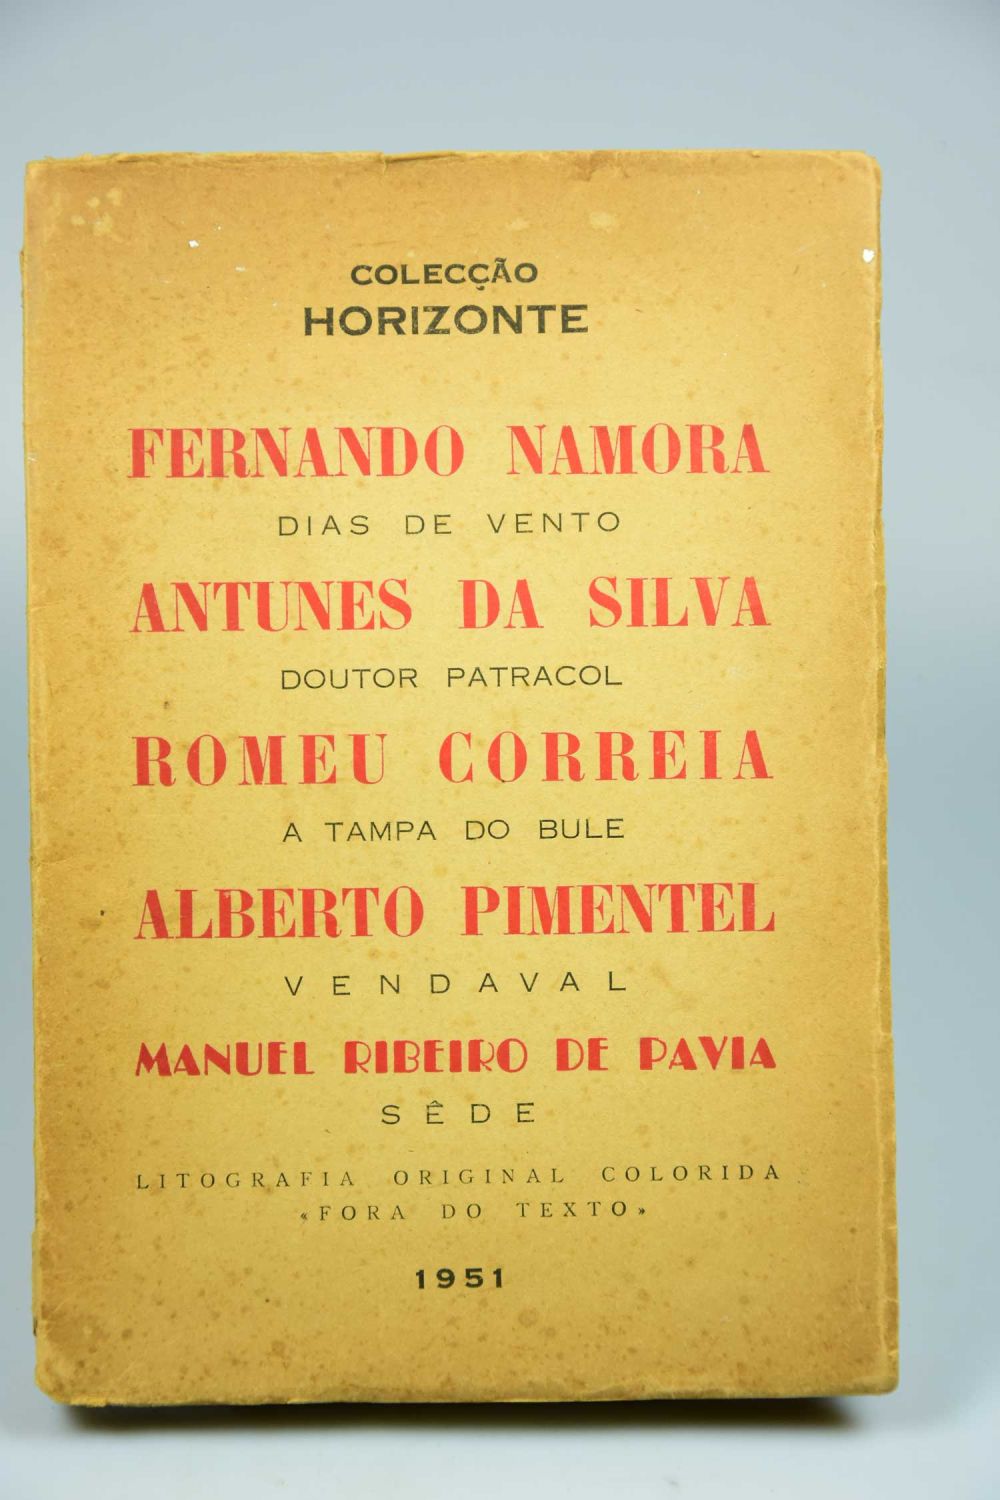 COLECÇÃO
HORIZONTE
FERNANDO NAMORA
DIAS DE VENTO
ANTUNES DA SILVA
DOUTOR PATRACOL
ROMEU CORREIA
A TAMPA DO BULE
ALBERTO PIMENTEL
VENDAVAL
MANUEL RIBEIRO DE PAVIA
SÊDE
LITOGRAFIA ORIGINAL COLORIDA
«FORA DO TEXTO»
1951